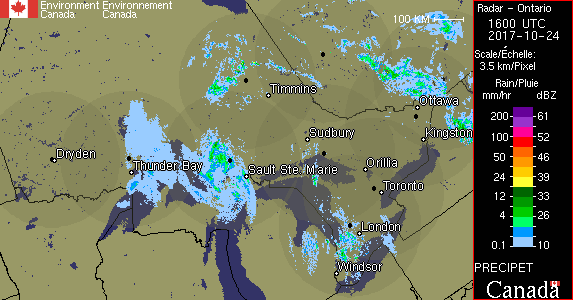 Environment Environnement
Canada Canada
Radar - Ontario
1600 UTC
2017-10-24
Scale/Échelle:
3.5 km/Pixel
Rain/Pluie
mm/hr dBZ
200 61
100 52
50 46
24 39
12 33
4 26
0.1 10
PRECIPET
Canada
100 KM
Timmins
Ottawa
Sudbury
Kingston
Dryden
Thunder Bay
Sault Ste. Marie
Orillia
Toronto
London
Windsor